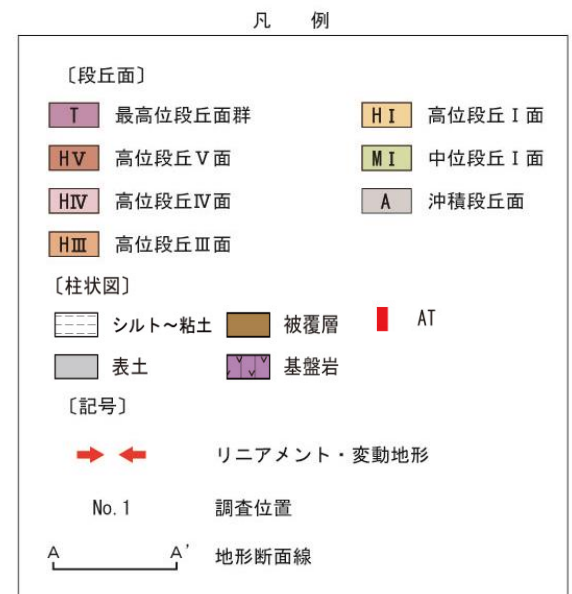 凡 例
〔段丘面〕
T 最高位段丘面群
HⅤ 高位段丘Ⅴ面
HⅣ 高位段丘Ⅳ面
HⅢ 高位段丘Ⅲ面
HⅠ 高位段丘Ⅰ面
MⅠ 中位段丘Ⅰ面
A 沖積段丘面
〔柱状図〕
シルト～粘土
被覆層
AT
表土
基盤岩
〔記号〕
リニアメント・変動地形
No.1 調査位置
A A' 地形断面線